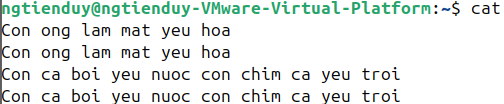 ngtienduy@ngtienduy-VMware-Virtual-Platform:~$ cat
Con ong lam mat yeu hoa
Con ong lam mat yeu hoa
Con ca boi yeu nuoc con chim ca yeu troi
Con ca boi yeu nuoc con chim ca yeu troi